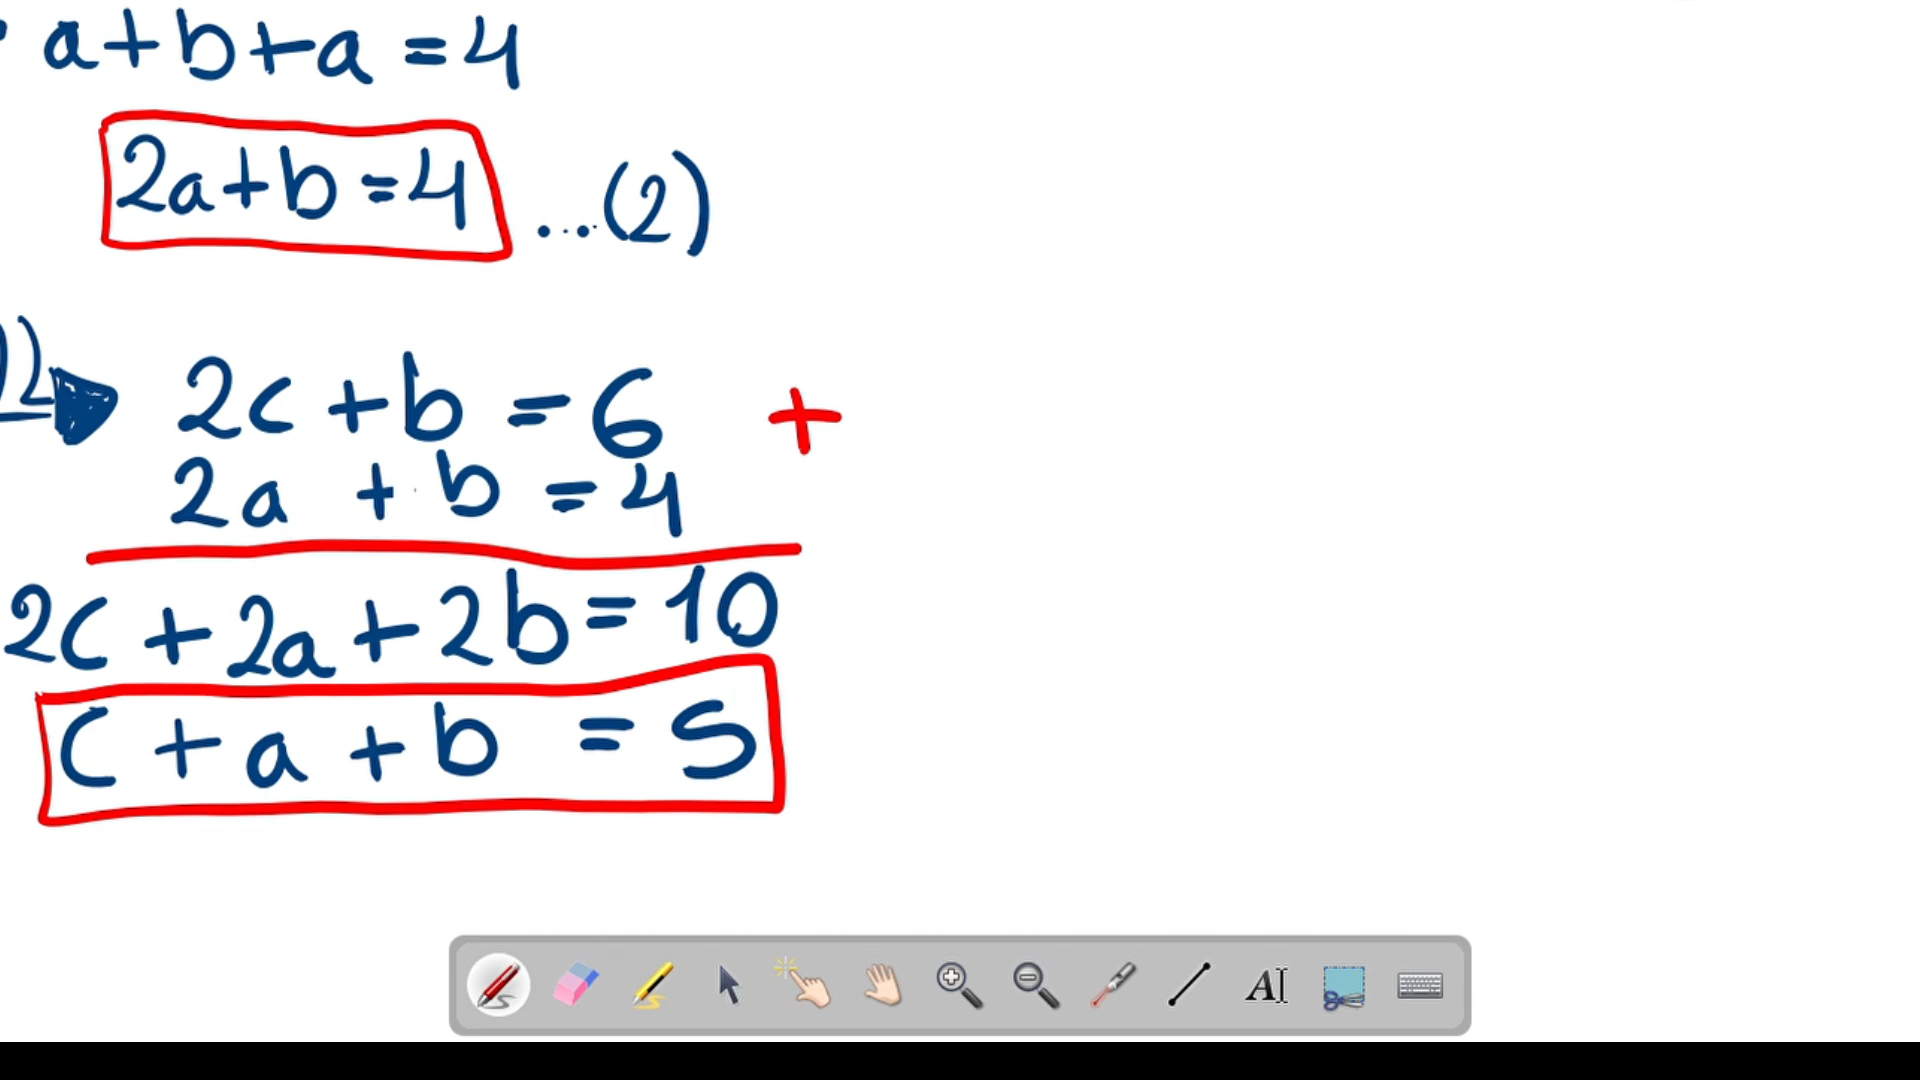 a+b+a=4
2a+b=4 ...(2)
2c+b=6 +
2a+b=4
2c+2a+2b=10
c+a+b=5
AI